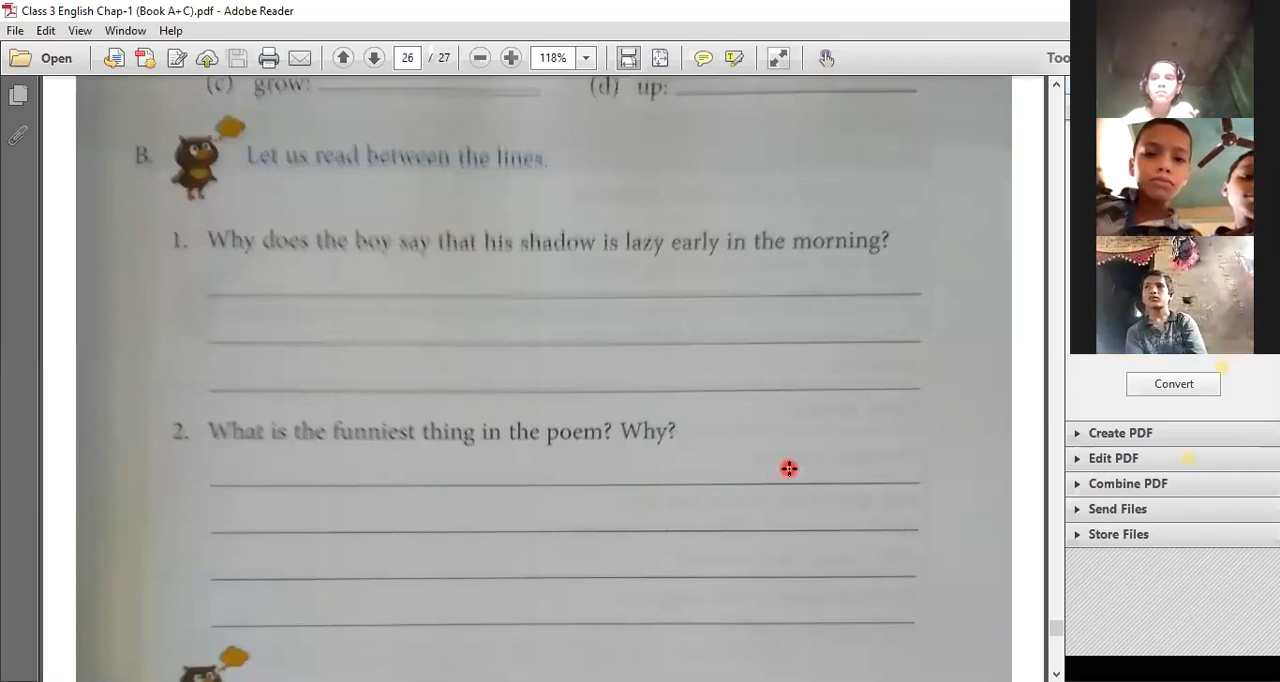 Class 3 English Chap-1 (Book A+C).pdf - Adobe Reader
File Edit View Window Help
Open 26 / 27 118% Too
(c) grow: (d) up:
B. Let us read between the lines.
1. Why does the boy say that his shadow is lazy early in the morning?
2. What is the funniest thing in the poem? Why?
Convert
Create PDF
Edit PDF
Combine PDF
Send Files
Store Files